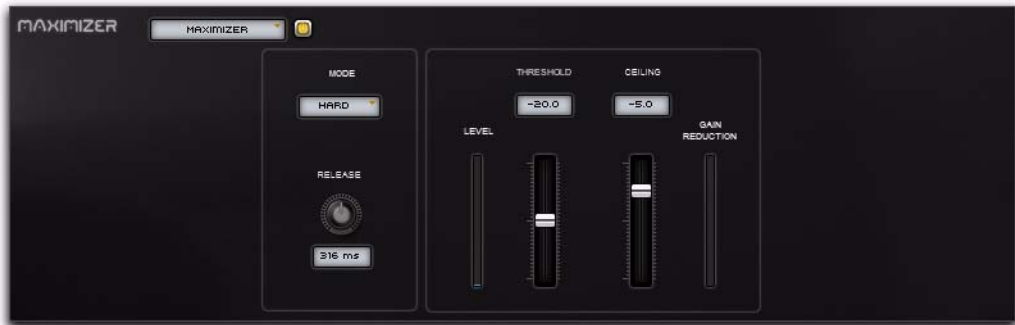 MAXIMIZER
MAXIMIZER
MODE
HARD
RELEASE
316 ms
THRESHOLD
CEILING
-20.0
-5.0
LEVEL
GAIN
REDUCTION